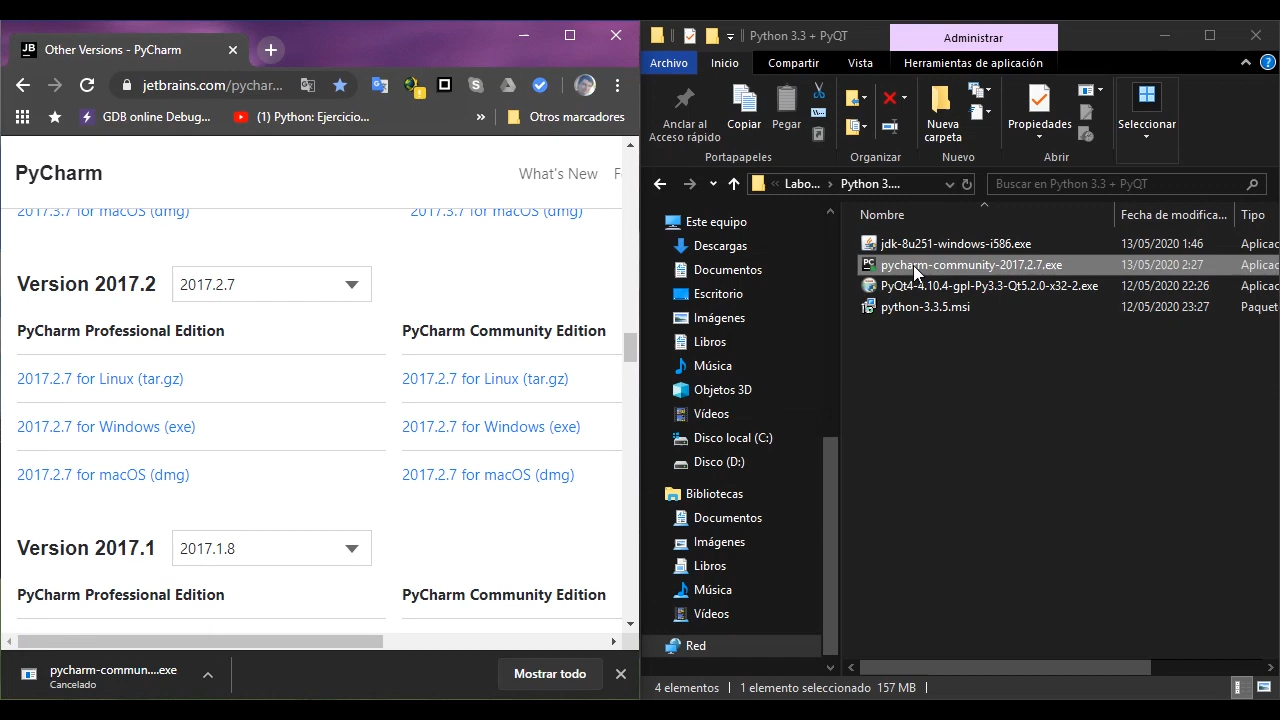 JB Other Versions - PyCharm
jetbrains.com/pychar...
GDB online Debug...
(1) Python: Ejercicio...
»
Otros marcadores
PyCharm
What's New
F
2017.3.7 for macOS (dmg)
2017.3.7 for macOS (dmg)
Version 2017.2
2017.2.7
PyCharm Professional Edition
PyCharm Community Edition
2017.2.7 for Linux (tar.gz)
2017.2.7 for Linux (tar.gz)
2017.2.7 for Windows (exe)
2017.2.7 for Windows (exe)
2017.2.7 for macOS (dmg)
2017.2.7 for macOS (dmg)
Version 2017.1
2017.1.8
PyCharm Professional Edition
PyCharm Community Edition
pycharm-commun....exe
Cancelado
Mostrar todo
Python 3.3 + PyQT
Administrar
Archivo
Inicio
Compartir
Vista
Herramientas de aplicación
Anclar al
Acceso rápido
Copiar
Pegar
Nueva
carpeta
Propiedades
Seleccionar
Portapapeles
Organizar
Nuevo
Abrir
« Labo... › Python 3....
Buscar en Python 3.3 + PyQT
Este equipo
Descargas
Documentos
Escritorio
Imágenes
Libros
Música
Objetos 3D
Vídeos
Disco local (C:)
Disco (D:)
Bibliotecas
Documentos
Imágenes
Libros
Música
Vídeos
Red
Nombre
Fecha de modifica...
Tipo
jdk-8u251-windows-i586.exe
13/05/2020 1:46
Aplicac
PC pycharm-community-2017.2.7.exe
13/05/2020 2:27
Aplicac
PyQt4-4.10.4-gpl-Py3.3-Qt5.2.0-x32-2.exe
12/05/2020 22:26
Aplicac
python-3.3.5.msi
12/05/2020 23:27
Paquet
4 elementos
1 elemento seleccionado 157 MB